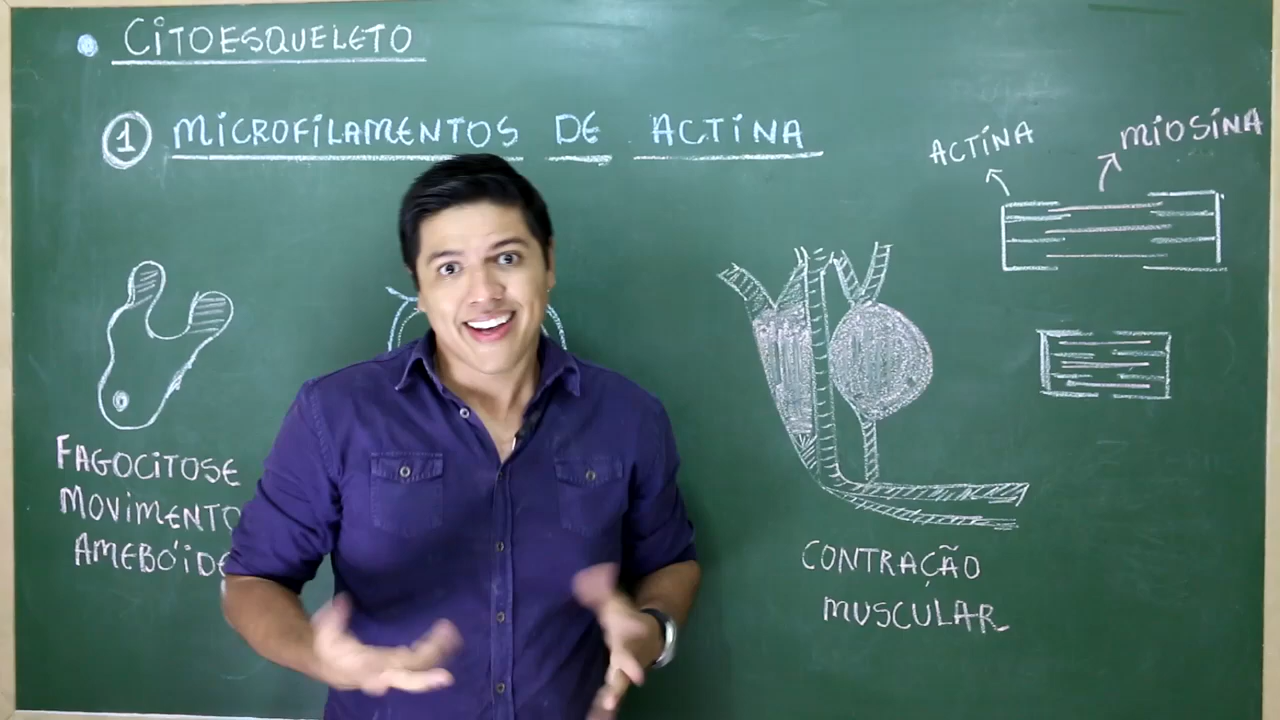 CITOESQUELETO
1 MICROFILAMENTOS DE ACTINA
ACTINA
MIOSINA
FAGOCITOSE
MOVIMENTO
AMEBÓIDE
CONTRAÇÃO
MUSCULAR